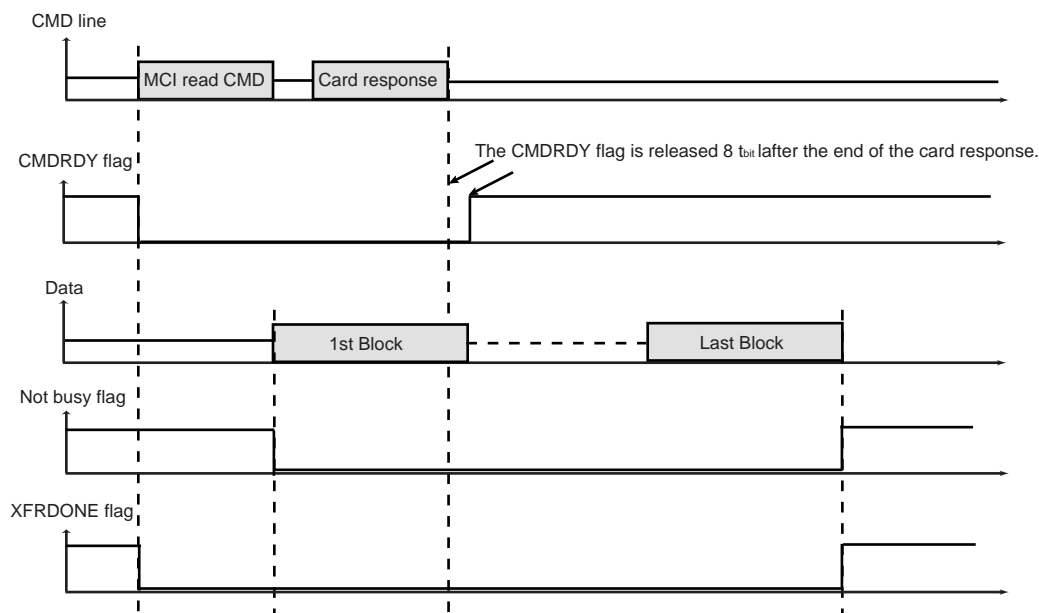 CMD line
MCI read CMD
Card response
The CMDRDY flag is released 8 tbit lafter the end of the card response.
CMDRDY flag
Data
1st Block
Last Block
Not busy flag
XFRDONE flag